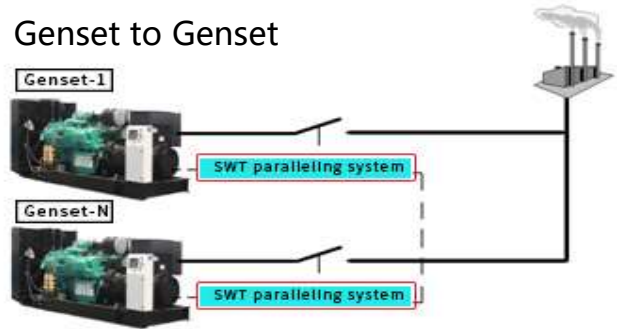 Genset to Genset
Genset-1
SWT paralleling system
Genset-N
SWT paralleling system